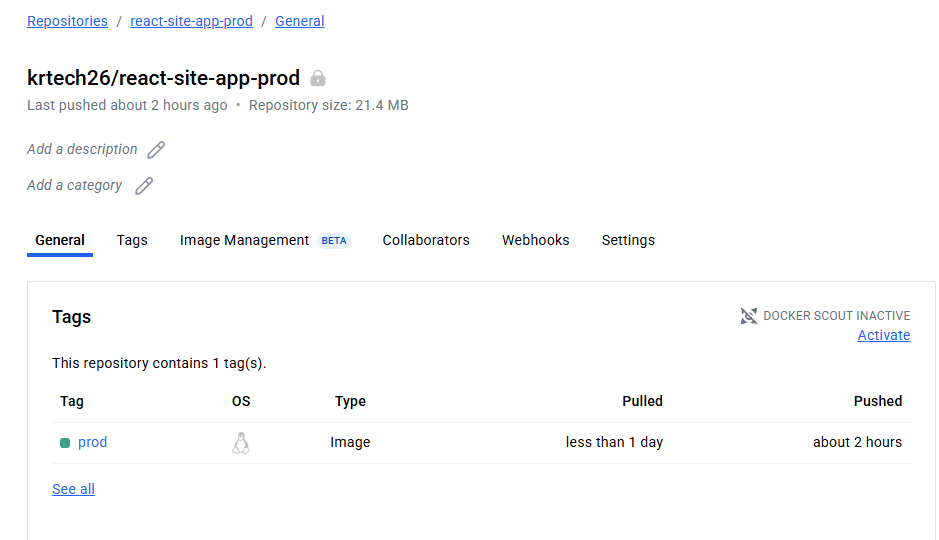 Repositories / react-site-app-prod / General
krtech26/react-site-app-prod
Last pushed about 2 hours ago • Repository size: 21.4 MB
Add a description
Add a category
General Tags Image Management BETA Collaborators Webhooks Settings
Tags
DOCKER SCOUT INACTIVE
Activate
This repository contains 1 tag(s).
Tag OS Type Pulled Pushed
prod Image less than 1 day about 2 hours
See all